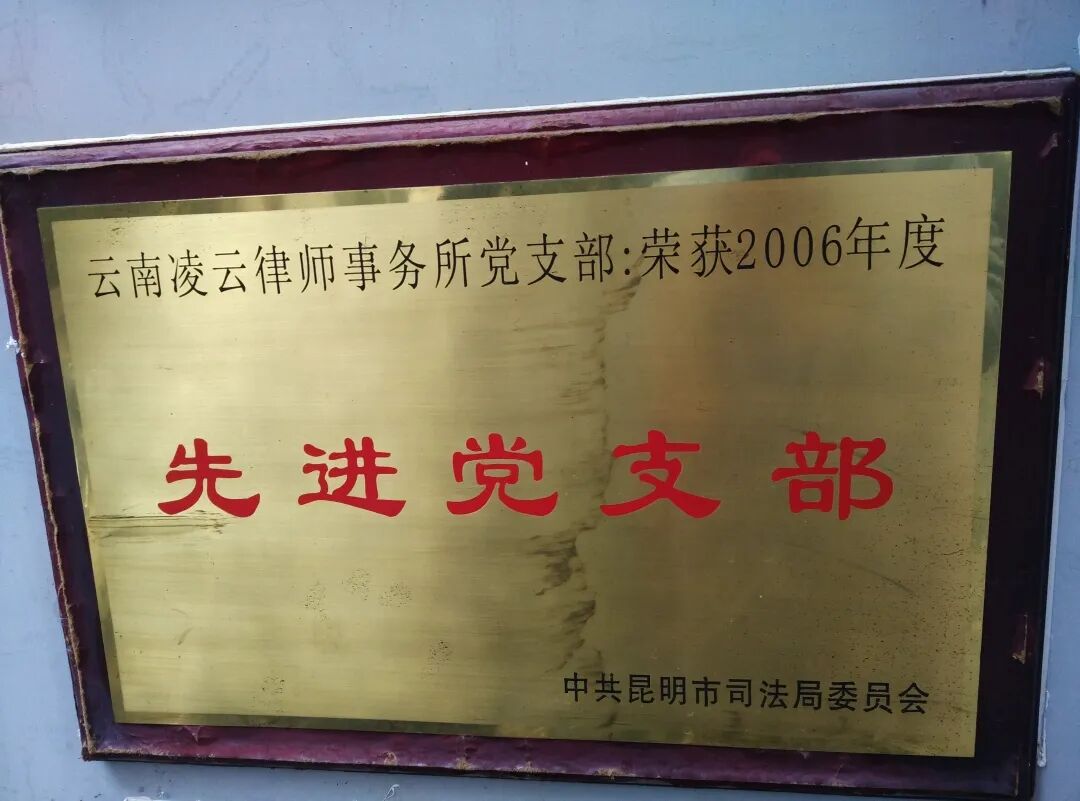 云南凌云律师事务所党支部:荣获2006年度
先进党支部
中共昆明市司法局委员会